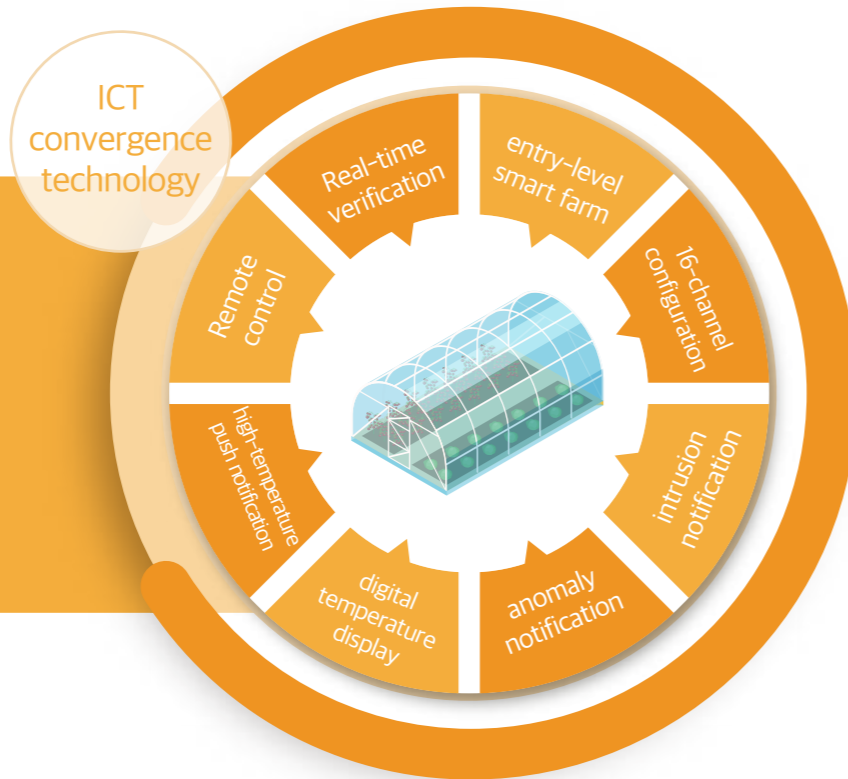 ICT
convergence
technology
Real-time
verification
entry-level
smart farm
16-channel
configuration
intrusion
notification
anomaly
notification
digital
temperature
display
high-temperature
push notification
Remote
control